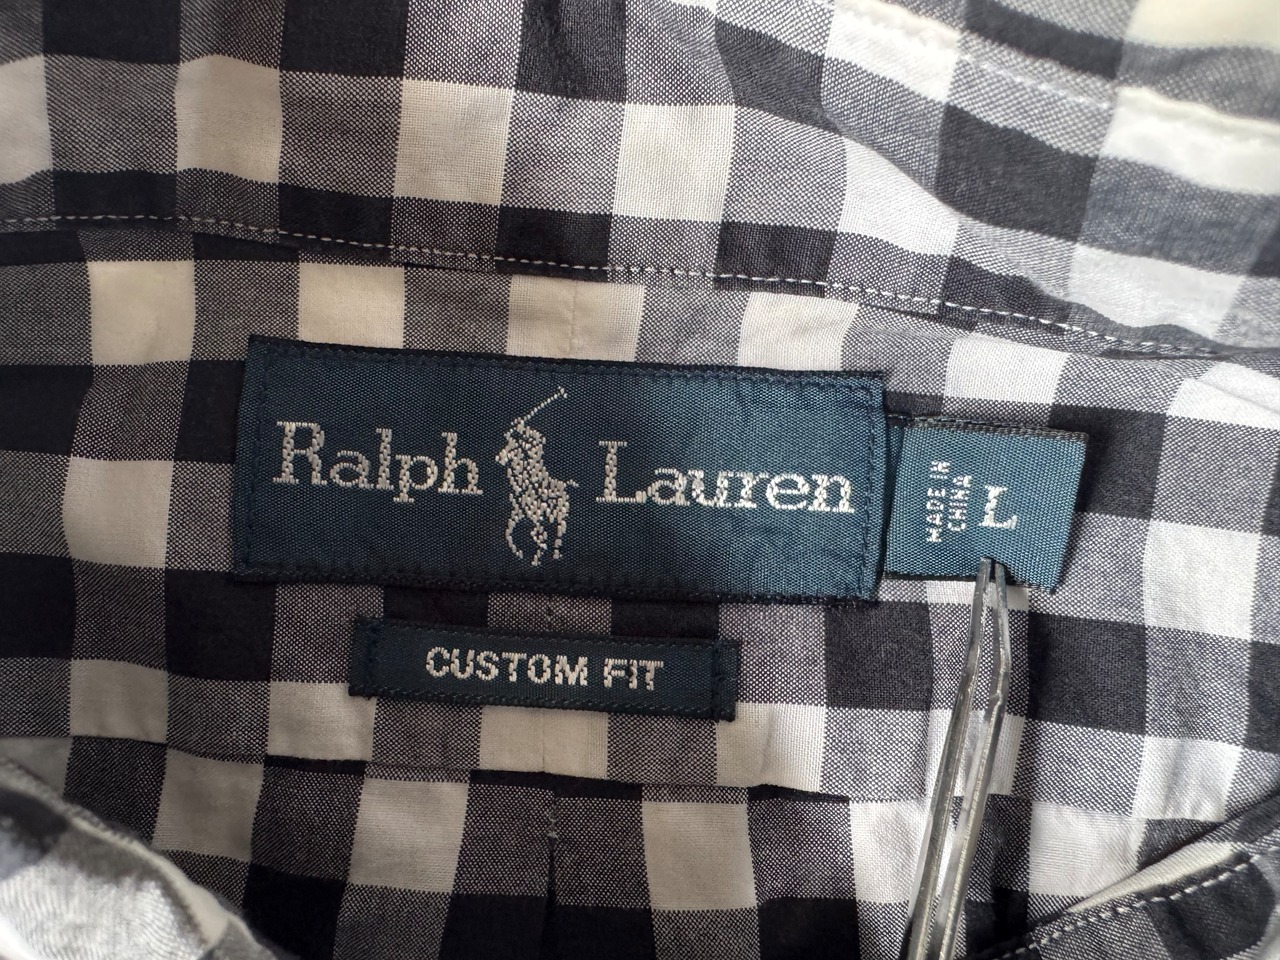 Ralph Lauren
MADE IN
CHINA
L
CUSTOM FIT